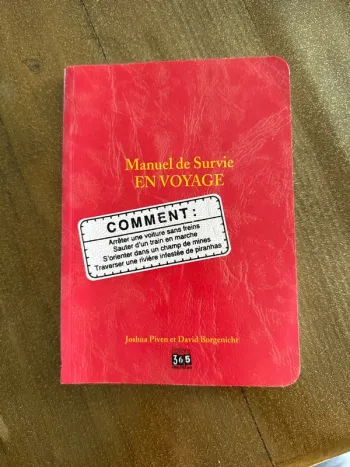 Manuel de Survie
EN VOYAGE
COMMENT:
Arrêter une voiture sans freins
Sauter d'un train en marche
S'orienter dans un champ de mines
Traverser une rivière infestée de piranhas
Joshua Piven et David Borgenicht
365